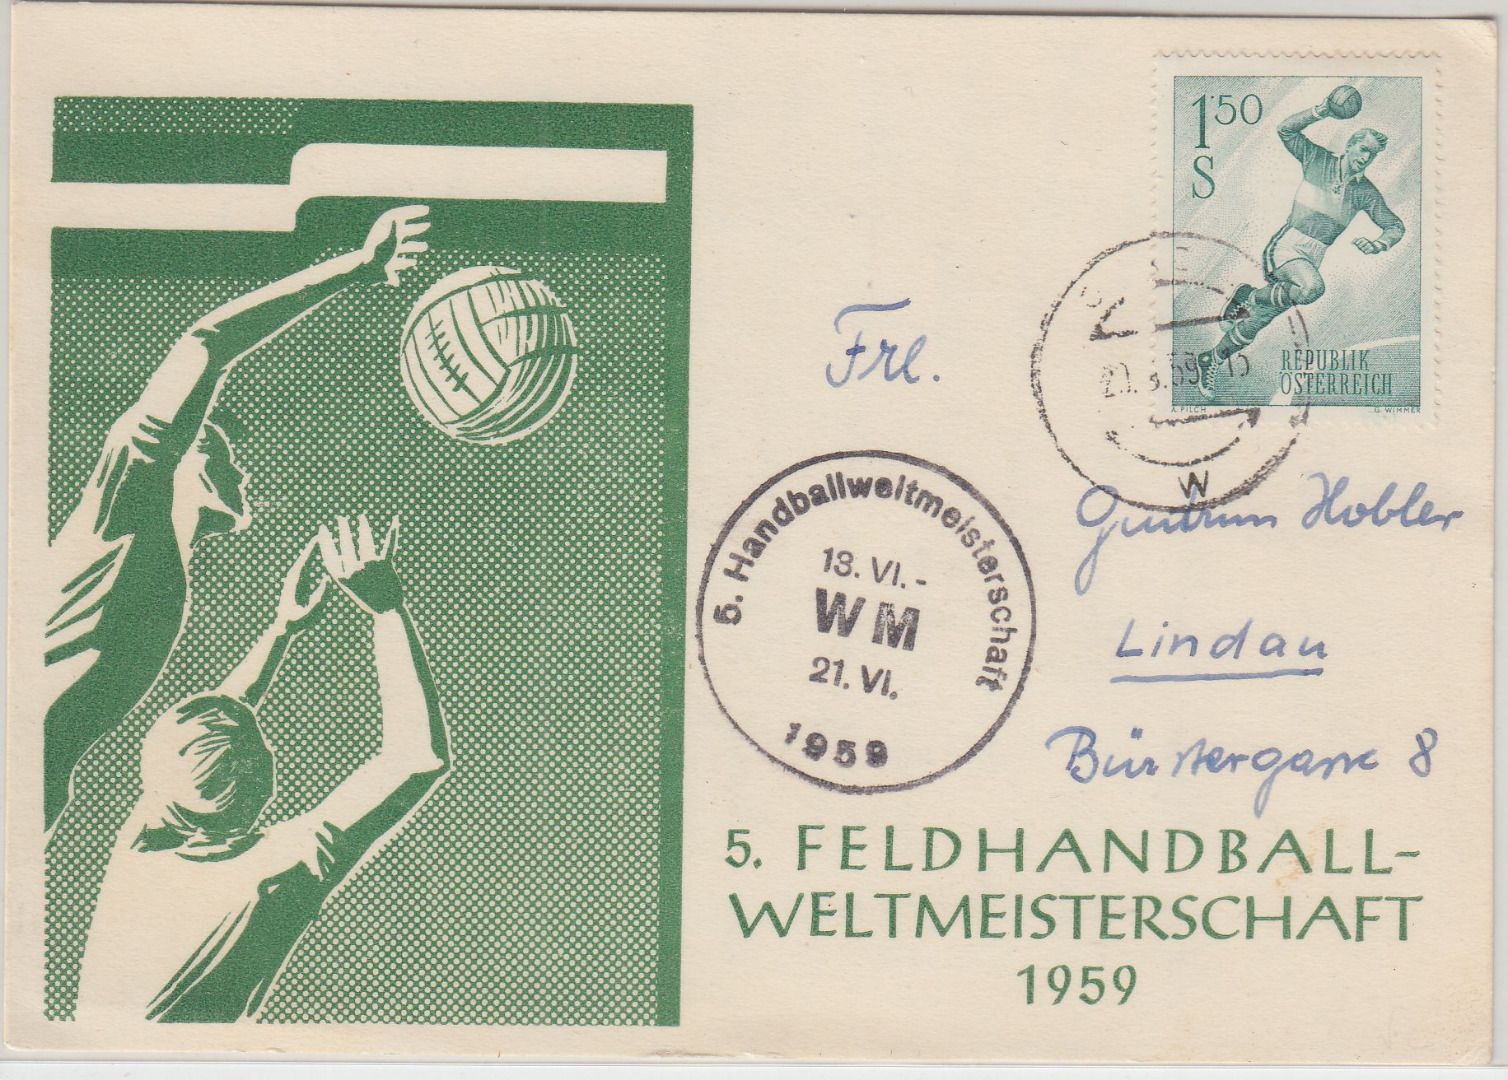 1'50
S
REPUBLIK
ÖSTERREICH
A. PILCH
G. WIMMER
W
Frl.
Guntrum Hobler
Lindau
Bürstergasse 8
5. Handballweltmeisterschaft
13. VI.-
WM
21. VI.
1959
5. FELDHANDBALL-
WELTMEISTERSCHAFT
1959